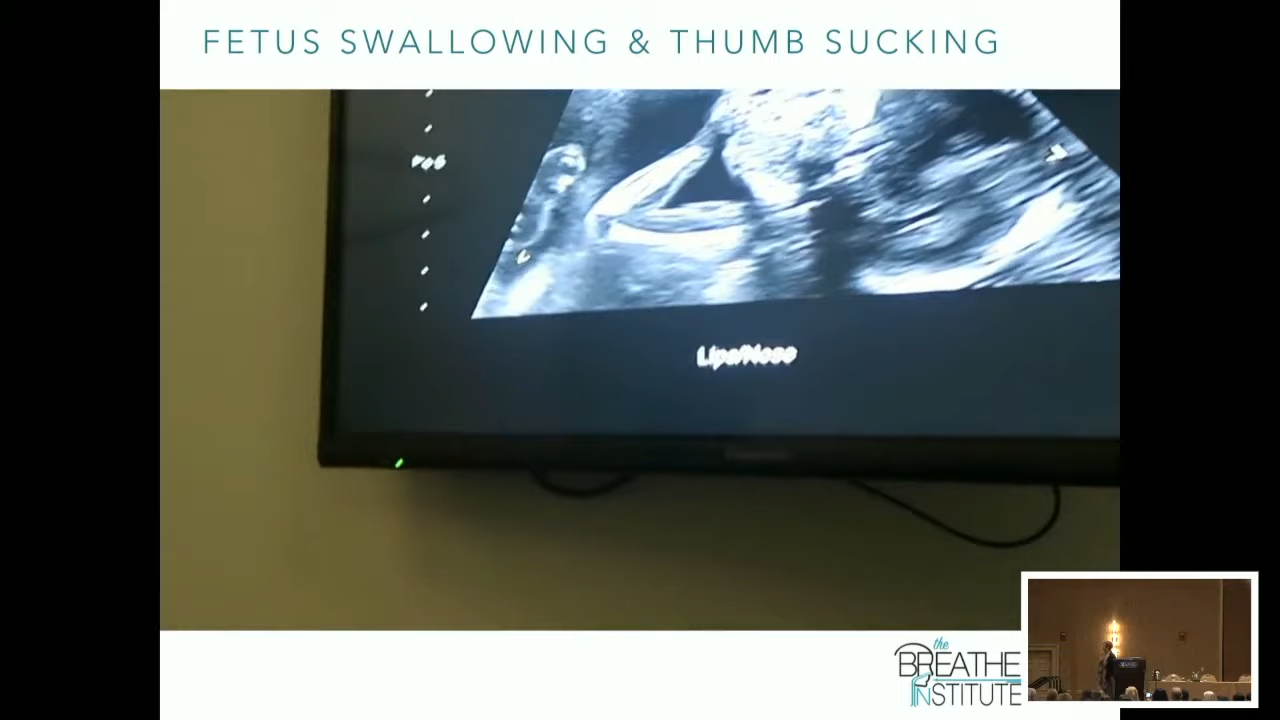 FETUS SWALLOWING & THUMB SUCKING
Lips/Nose
the
BREATHE
INSTITUTE